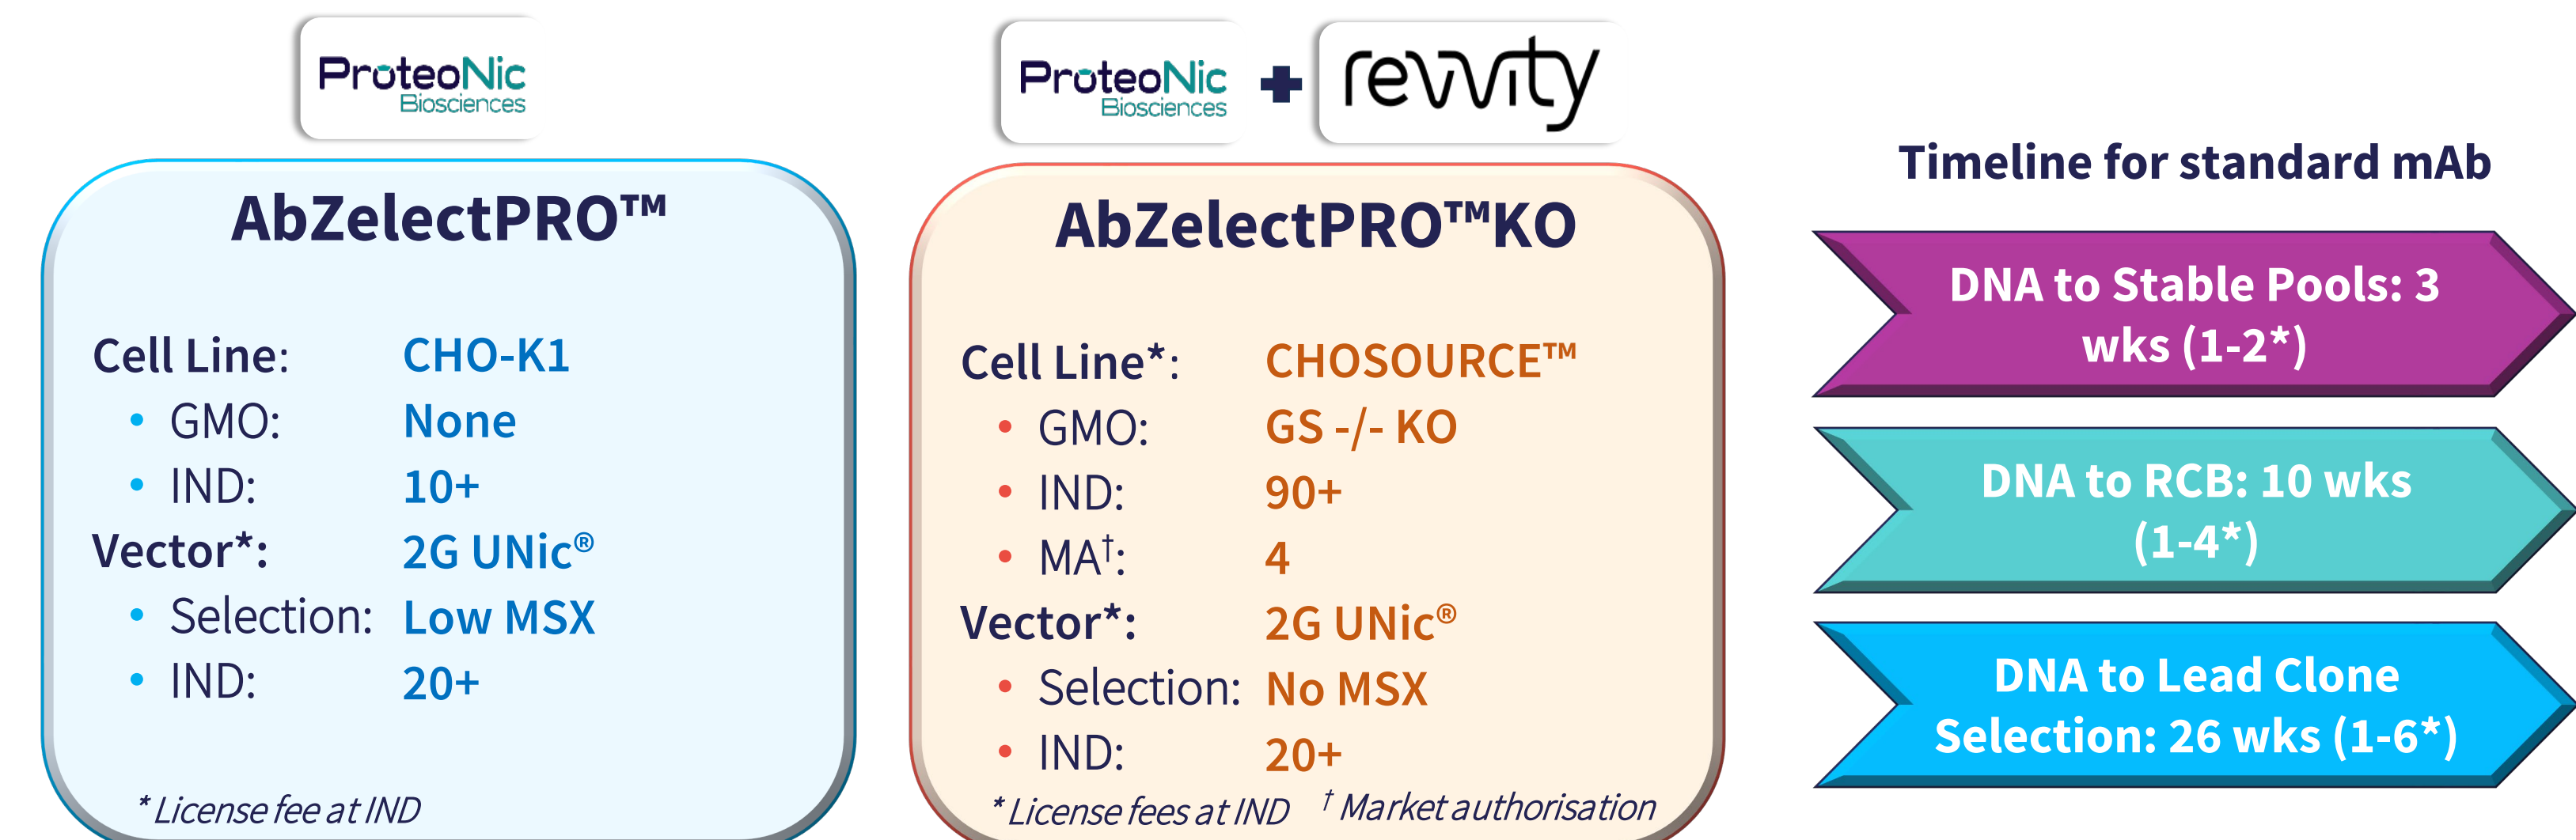 ProteoNic
Biosciences
AbZelectPRO™
Cell Line: CHO-K1
• GMO: None
• IND: 10+
Vector*: 2G UNic®
• Selection: Low MSX
• IND: 20+
* License fee at IND
ProteoNic
Biosciences
+
revvity
AbZelectPRO™KO
Cell Line*: CHOSOURCE™
• GMO: GS -/- KO
• IND: 90+
• MA†: 4
Vector*: 2G UNic®
• Selection: No MSX
• IND: 20+
* License fees at IND † Market authorisation
Timeline for standard mAb
DNA to Stable Pools: 3
wks (1-2*)
DNA to RCB: 10 wks
(1-4*)
DNA to Lead Clone
Selection: 26 wks (1-6*)